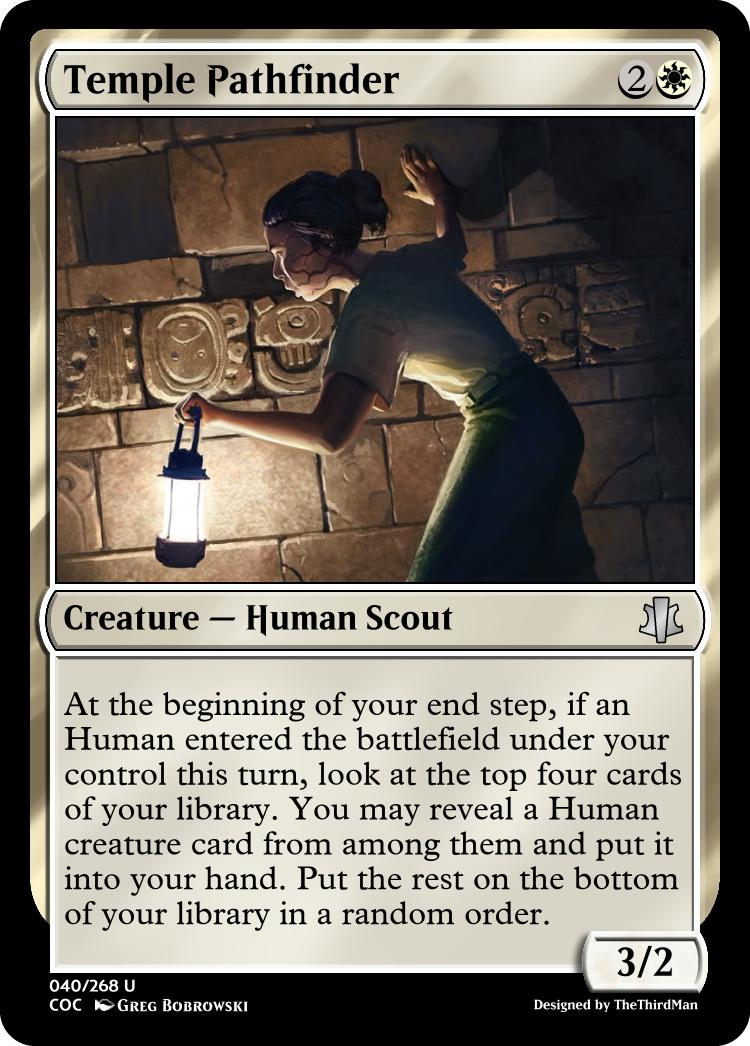 Temple Pathfinder 2
Creature — Human Scout
At the beginning of your end step, if an
Human entered the battlefield under your
control this turn, look at the top four cards
of your library. You may reveal a Human
creature card from among them and put it
into your hand. Put the rest on the bottom
of your library in a random order.
3/2
040/268 U
COC Greg Bobrowski
Designed by TheThirdMan